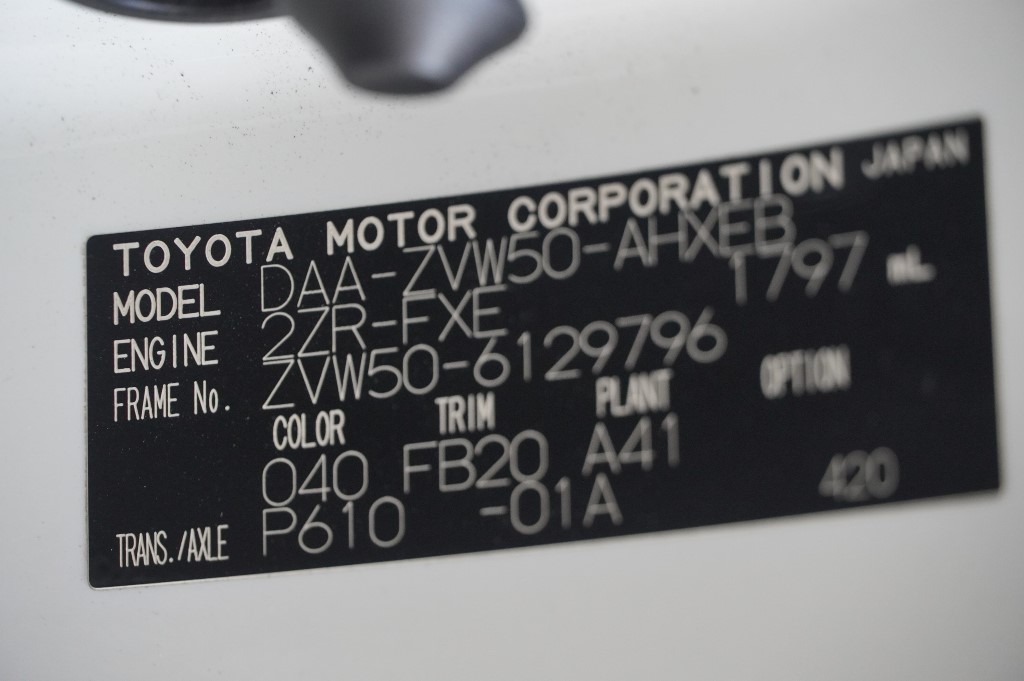 TOYOTA MOTOR CORPORATION JAPAN
MODEL DAA-ZVW50-AHXEB
ENGINE 2ZR-FXE 1797 mL
FRAME No. ZVW50-6129796
COLOR TRIM PLANT OPTION
040 FB20 A41
TRANS./AXLE P610 -01A 420